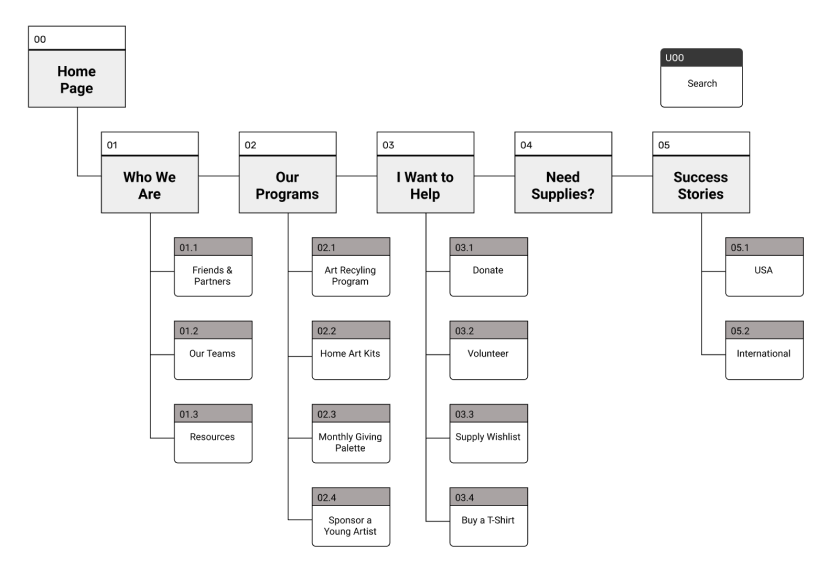 00
Home
Page
U00
Search
01
Who We
Are
02
Our
Programs
03
I Want to
Help
04
Need
Supplies?
05
Success
Stories
01.1
Friends &
Partners
02.1
Art Recyling
Program
03.1
Donate
05.1
USA
01.2
Our Teams
02.2
Home Art Kits
03.2
Volunteer
05.2
International
01.3
Resources
02.3
Monthly Giving
Palette
03.3
Supply Wishlist
02.4
Sponsor a
Young Artist
03.4
Buy a T-Shirt